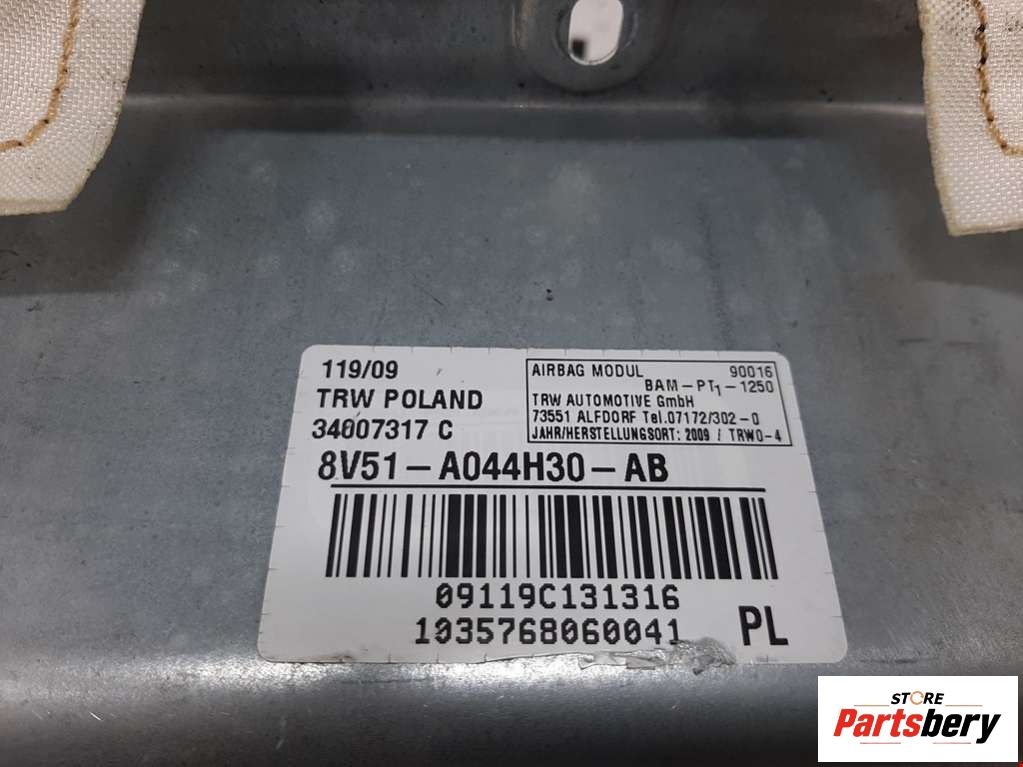 119/09
TRW POLAND
34007317 C
AIRBAG MODUL 90016
BAM-PT1-1250
TRW AUTOMOTIVE GmbH
73551 ALFDORF Tel.07172/302-0
JAHR/HERSTELLUNGSORT: 2009 / TRWO-4
8V51-A044H30-AB
09119C131316
1035768060041
PL
STORE
Partsbery